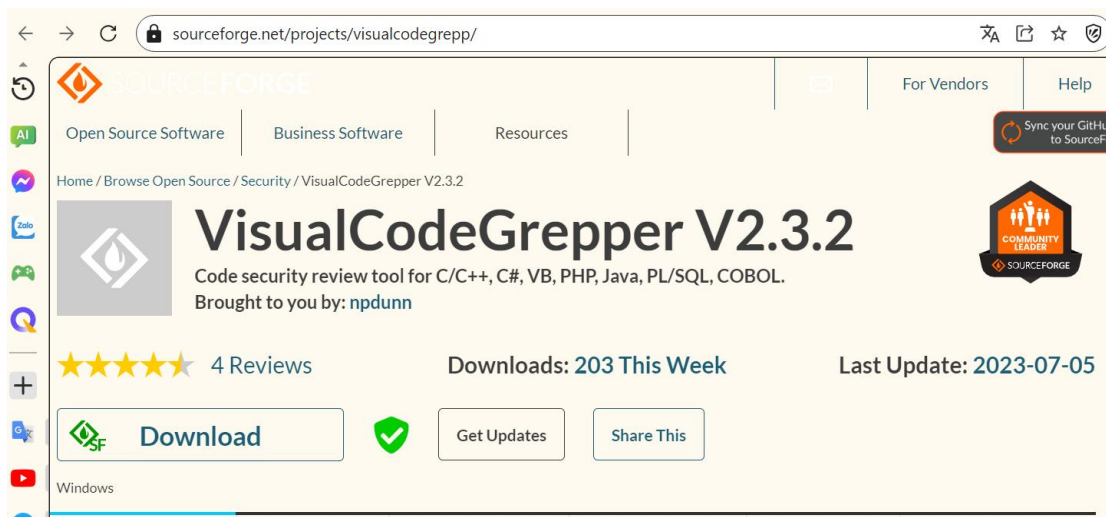 sourceforge.net/projects/visualcodegrepp/
SOURCEFORGE
For Vendors
Help
Open Source Software
Business Software
Resources
Sync your GitHu
to SourceF
Home / Browse Open Source / Security / VisualCodeGrepper V2.3.2
VisualCodeGrepper V2.3.2
Code security review tool for C/C++, C#, VB, PHP, Java, PL/SQL, COBOL.
Brought to you by: npdunn
COMMUNITY
LEADER
SOURCEFORGE
4 Reviews
Downloads: 203 This Week
Last Update: 2023-07-05
SF
Download
Get Updates
Share This
Windows
AI
Zalo